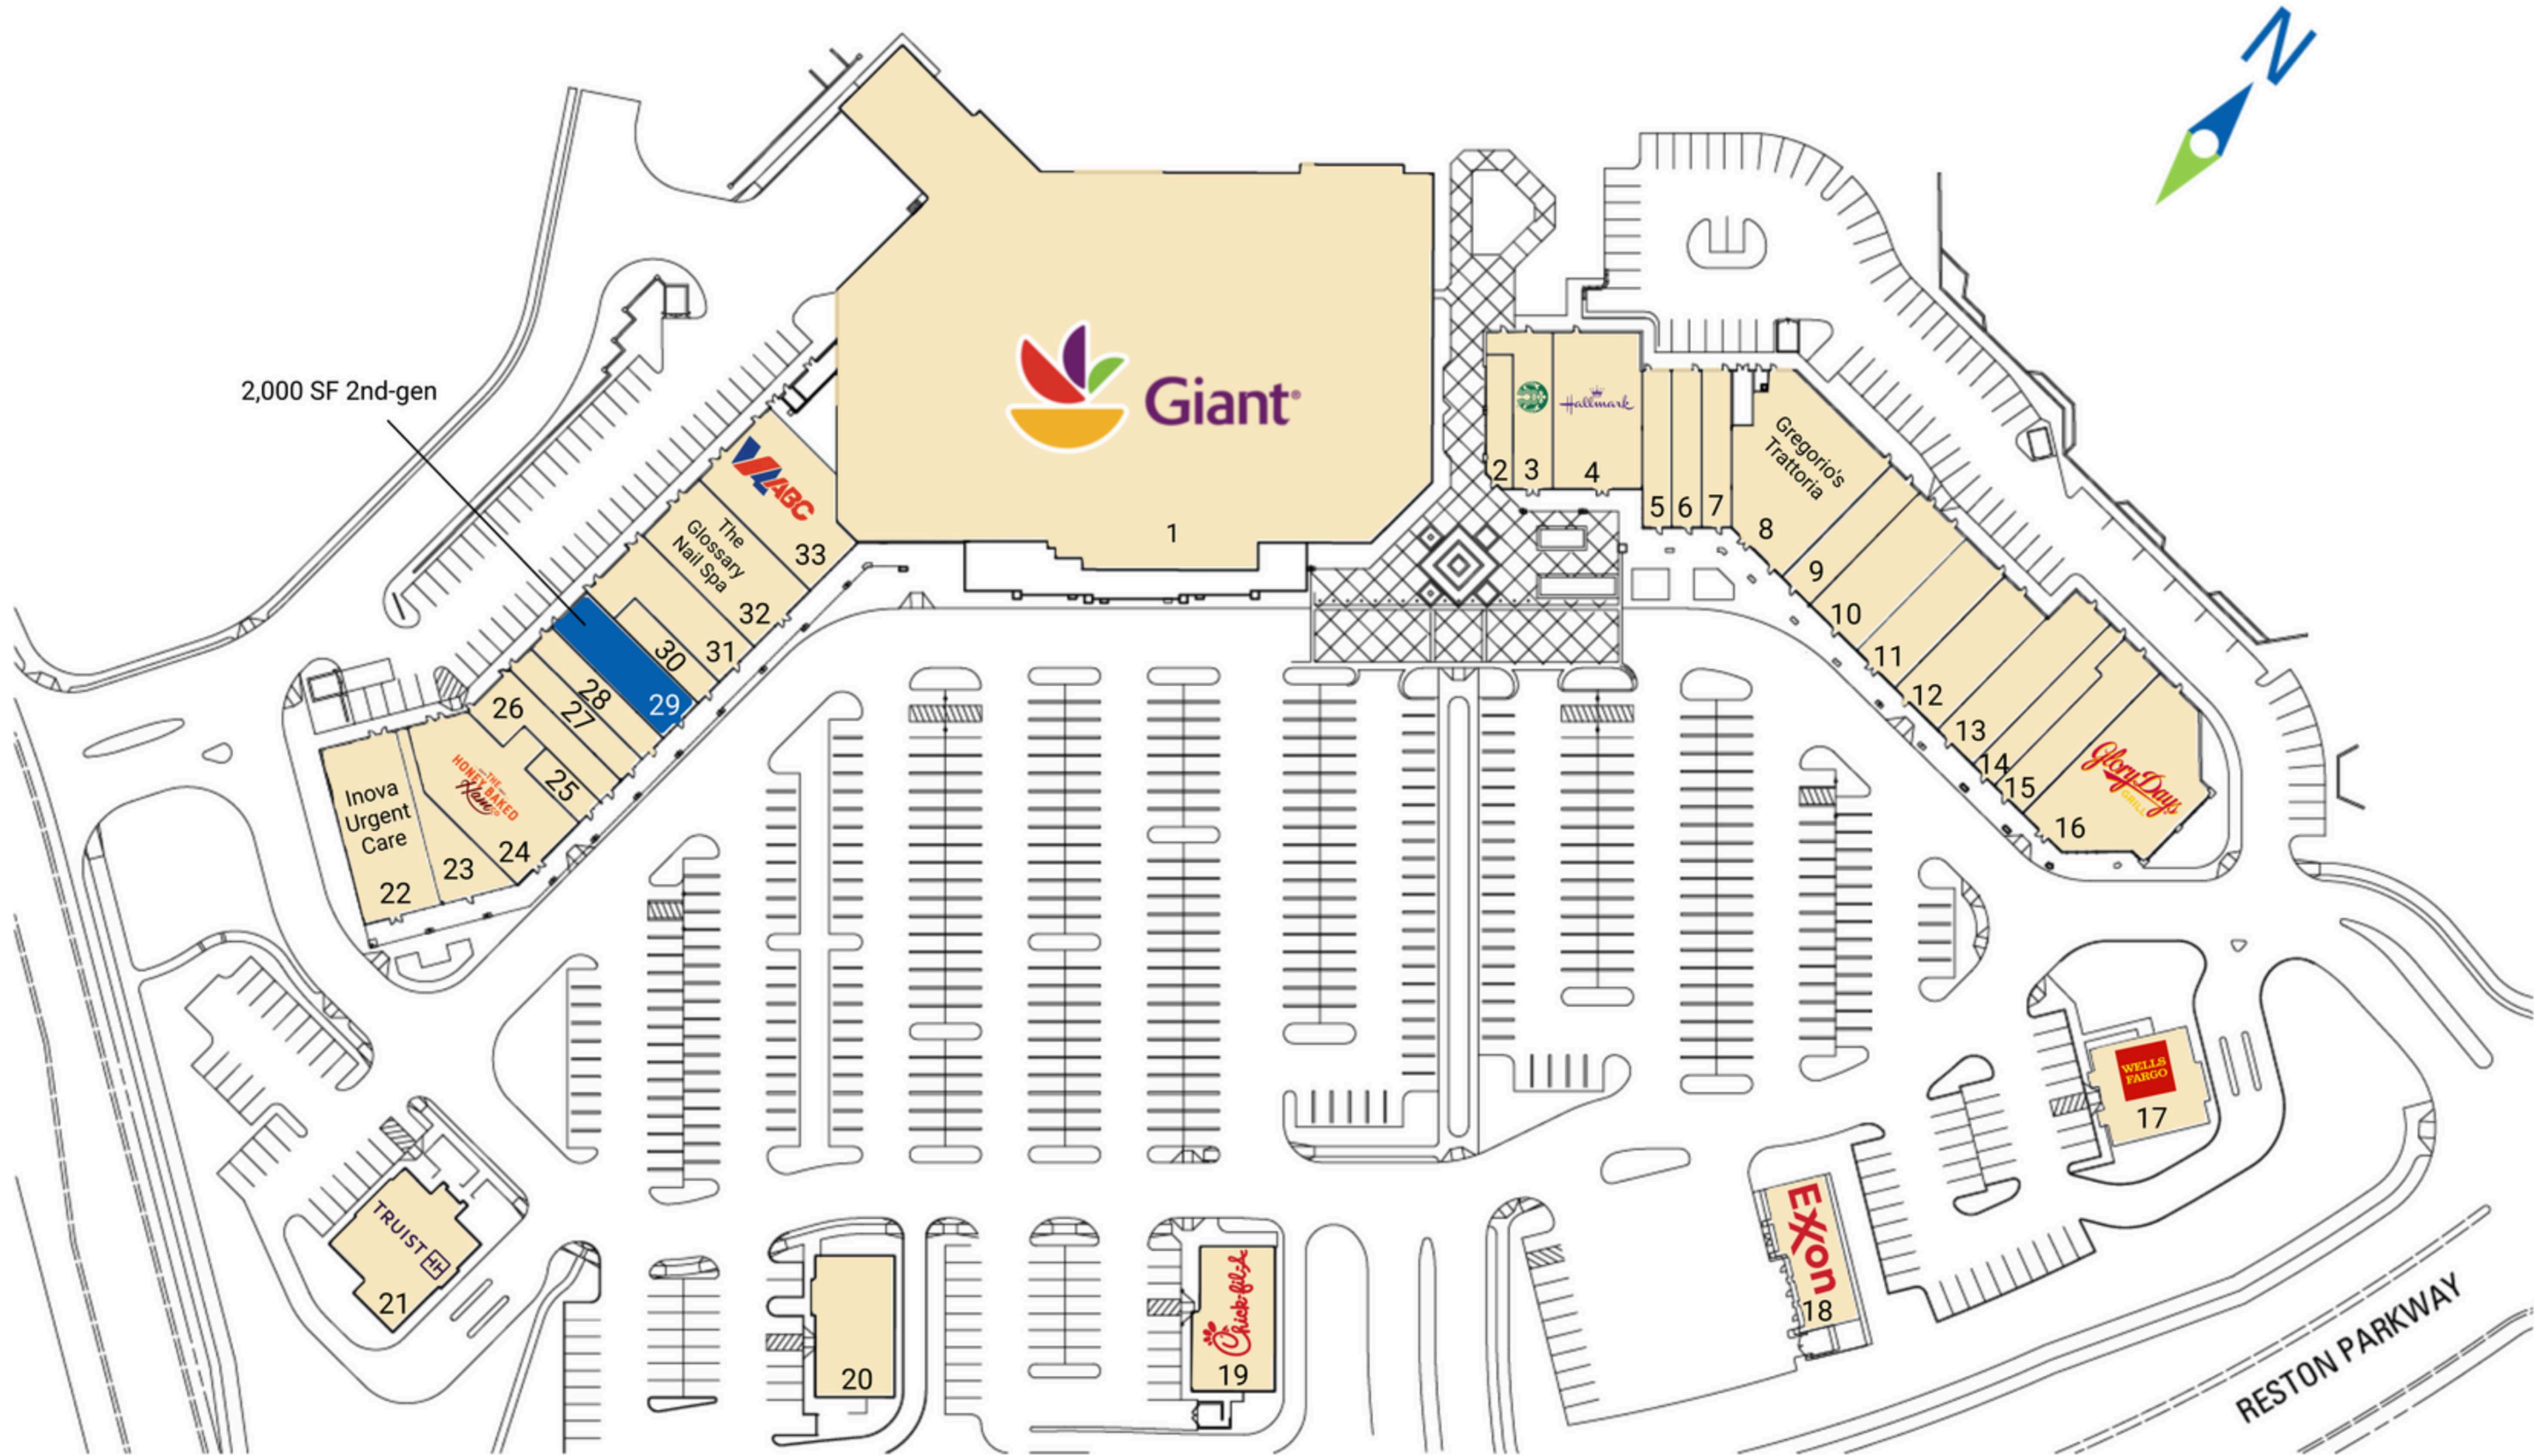 N
2,000 SF 2nd-gen
Giant
1
2
3
Hallmark
4
5
6
7
Gregorio's
Trattoria
8
9
10
11
12
13
14
15
Glory Days
GRILL
16
VA ABC
33
The
Glossary
Nail Spa
32
31
30
29
28
27
26
25
THE
HONEY BAKED
Ham
24
23
Inova
Urgent
Care
22
WELLS
FARGO
17
Exxon
18
Chick-fil-A
19
20
TRUIST
21
RESTON PARKWAY